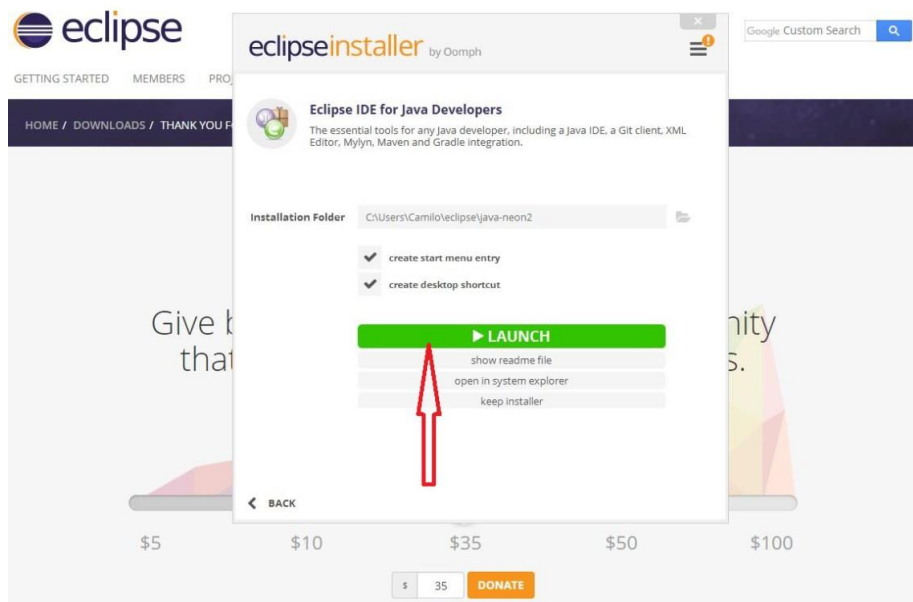 eclipse
Google Custom Search
GETTING STARTED MEMBERS
HOME / DOWNLOADS / THANK YOU
eclipseinstaller by Oomph
Eclipse IDE for Java Developers
The essential tools for any Java developer, including a Java IDE, a Git client, XML
Editor, Mylyn, Maven and Gradle integration.
Installation Folder C:\Users\Camilo\eclipse\java-neon2
create start menu entry
create desktop shortcut
LAUNCH
show readme file
open in system explorer
keep installer
BACK
Give
$5 $10 $35 $50 $100
$ 35 DONATE